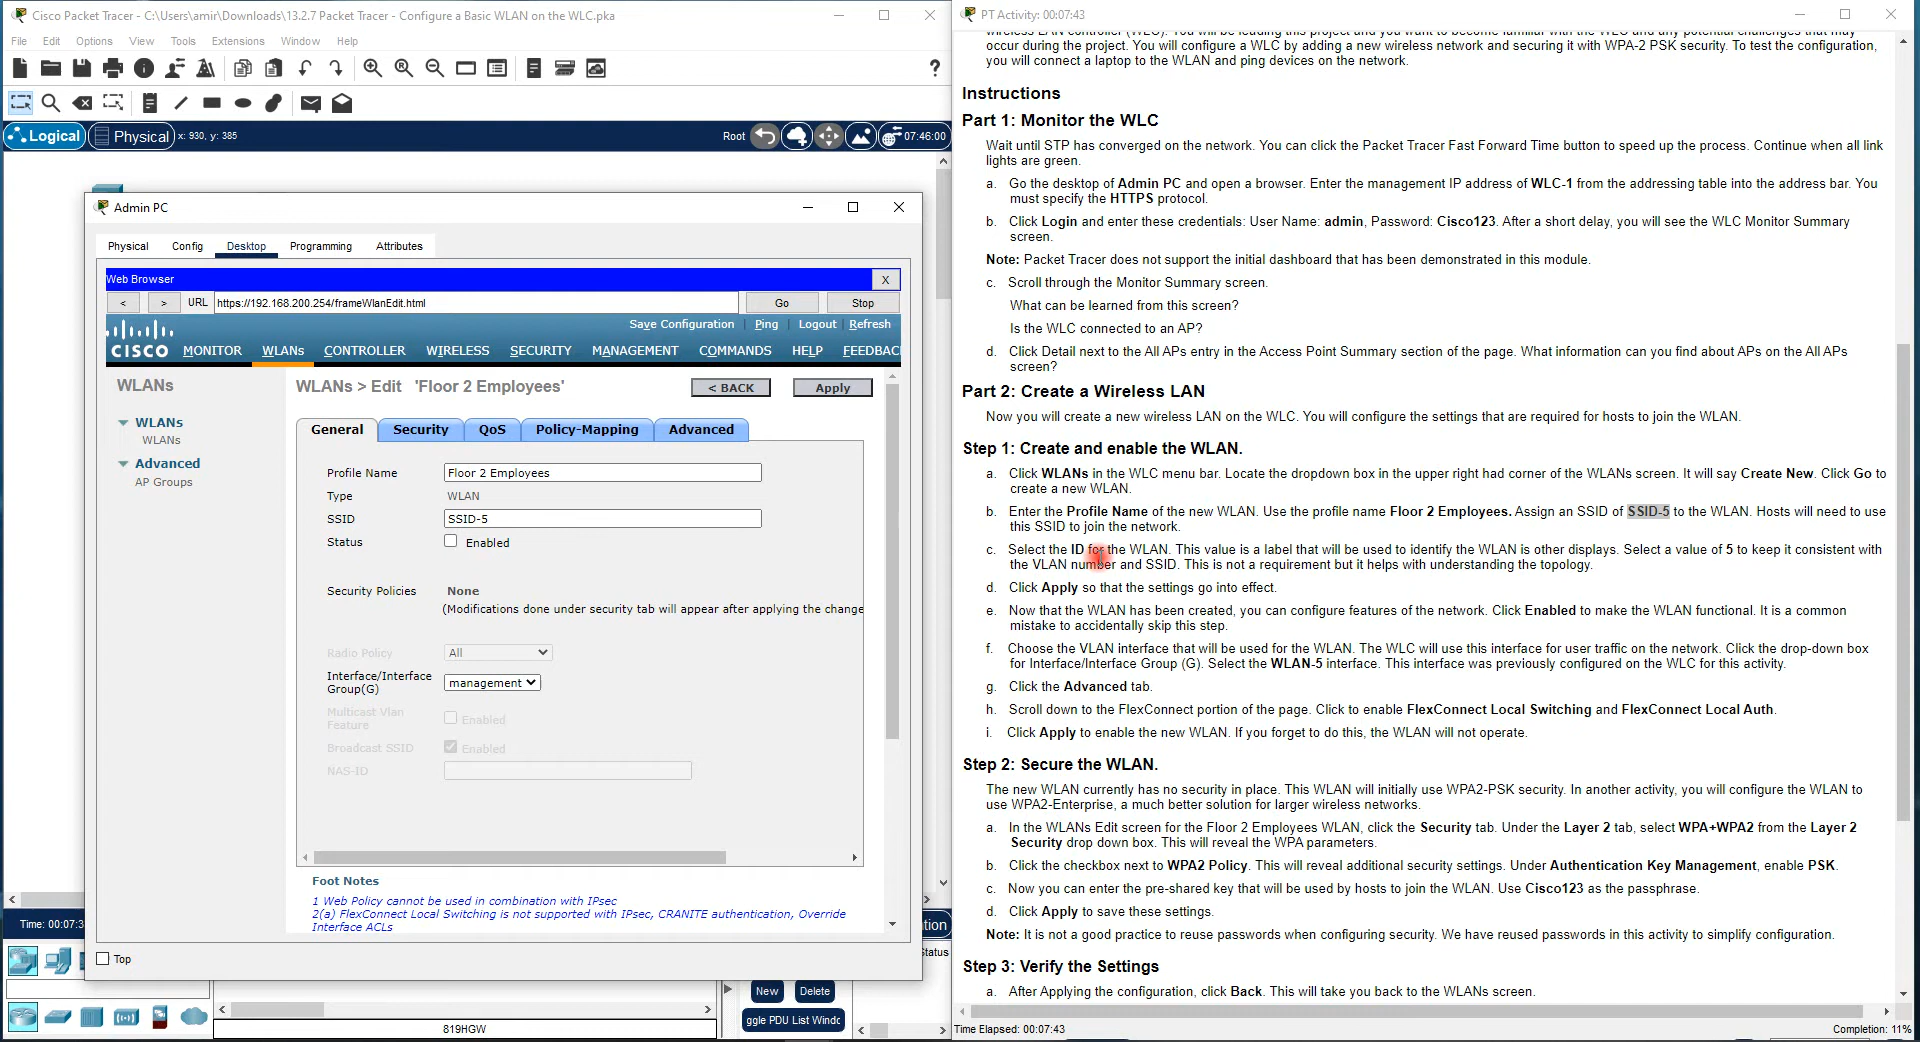 Cisco Packet Tracer - C:\Users\amir\Downloads\13.2.7 Packet Tracer - Configure a Basic WLAN on the WLC.pka
File Edit Options View Tools Extensions Window Help
?
Logical Physical x: 930, y: 385
Root 07:46:00
Admin PC
Physical Config Desktop Programming Attributes
Web Browser X
< > URL https://192.168.200.254/frameWlanEdit.html Go Stop
Save Configuration Ping Logout Refresh
CISCO MONITOR WLANs CONTROLLER WIRELESS SECURITY MANAGEMENT COMMANDS HELP FEEDBAC
WLANs
WLANs
WLANs
Advanced
AP Groups
WLANs > Edit 'Floor 2 Employees' < BACK Apply
General Security QoS Policy-Mapping Advanced
Profile Name Floor 2 Employees
Type WLAN
SSID SSID-5
Status Enabled
Security Policies None
(Modifications done under security tab will appear after applying the change
Radio Policy All
Interface/Interface
Group(G) management
Multicast Vlan
Feature Enabled
Broadcast SSID Enabled
NAS-ID
Foot Notes
1 Web Policy cannot be used in combination with IPsec
2(a) FlexConnect Local Switching is not supported with IPsec, CRANITE authentication, Override
Interface ACLs
Top
Time: 00:07:3
tion
tatus
New Delete
ggle PDU List Windo
819HGW
PT Activity: 00:07:43
occur during the project. You will configure a WLC by adding a new wireless network and securing it with WPA-2 PSK security. To test the configuration,
you will connect a laptop to the WLAN and ping devices on the network.
Instructions
Part 1: Monitor the WLC
Wait until STP has converged on the network. You can click the Packet Tracer Fast Forward Time button to speed up the process. Continue when all link
lights are green.
a. Go the desktop of Admin PC and open a browser. Enter the management IP address of WLC-1 from the addressing table into the address bar. You
must specify the HTTPS protocol.
b. Click Login and enter these credentials: User Name: admin, Password: Cisco123. After a short delay, you will see the WLC Monitor Summary
screen.
Note: Packet Tracer does not support the initial dashboard that has been demonstrated in this module.
c. Scroll through the Monitor Summary screen.
What can be learned from this screen?
Is the WLC connected to an AP?
d. Click Detail next to the All APs entry in the Access Point Summary section of the page. What information can you find about APs on the All APs
screen?
Part 2: Create a Wireless LAN
Now you will create a new wireless LAN on the WLC. You will configure the settings that are required for hosts to join the WLAN.
Step 1: Create and enable the WLAN.
a. Click WLANs in the WLC menu bar. Locate the dropdown box in the upper right had corner of the WLANs screen. It will say Create New. Click Go to
create a new WLAN.
b. Enter the Profile Name of the new WLAN. Use the profile name Floor 2 Employees. Assign an SSID of SSID-5 to the WLAN. Hosts will need to use
this SSID to join the network.
c. Select the ID for the WLAN. This value is a label that will be used to identify the WLAN is other displays. Select a value of 5 to keep it consistent with
the VLAN number and SSID. This is not a requirement but it helps with understanding the topology.
d. Click Apply so that the settings go into effect.
e. Now that the WLAN has been created, you can configure features of the network. Click Enabled to make the WLAN functional. It is a common
mistake to accidentally skip this step.
f. Choose the VLAN interface that will be used for the WLAN. The WLC will use this interface for user traffic on the network. Click the drop-down box
for Interface/Interface Group (G). Select the WLAN-5 interface. This interface was previously configured on the WLC for this activity.
g. Click the Advanced tab.
h. Scroll down to the FlexConnect portion of the page. Click to enable FlexConnect Local Switching and FlexConnect Local Auth.
i. Click Apply to enable the new WLAN. If you forget to do this, the WLAN will not operate.
Step 2: Secure the WLAN.
The new WLAN currently has no security in place. This WLAN will initially use WPA2-PSK security. In another activity, you will configure the WLAN to
use WPA2-Enterprise, a much better solution for larger wireless networks.
a. In the WLANs Edit screen for the Floor 2 Employees WLAN, click the Security tab. Under the Layer 2 tab, select WPA+WPA2 from the Layer 2
Security drop down box. This will reveal the WPA parameters.
b. Click the checkbox next to WPA2 Policy. This will reveal additional security settings. Under Authentication Key Management, enable PSK.
c. Now you can enter the pre-shared key that will be used by hosts to join the WLAN. Use Cisco123 as the passphrase.
d. Click Apply to save these settings.
Note: It is not a good practice to reuse passwords when configuring security. We have reused passwords in this activity to simplify configuration.
Step 3: Verify the Settings
a. After Applying the configuration, click Back. This will take you back to the WLANs screen.
Time Elapsed: 00:07:43 Completion: 11%